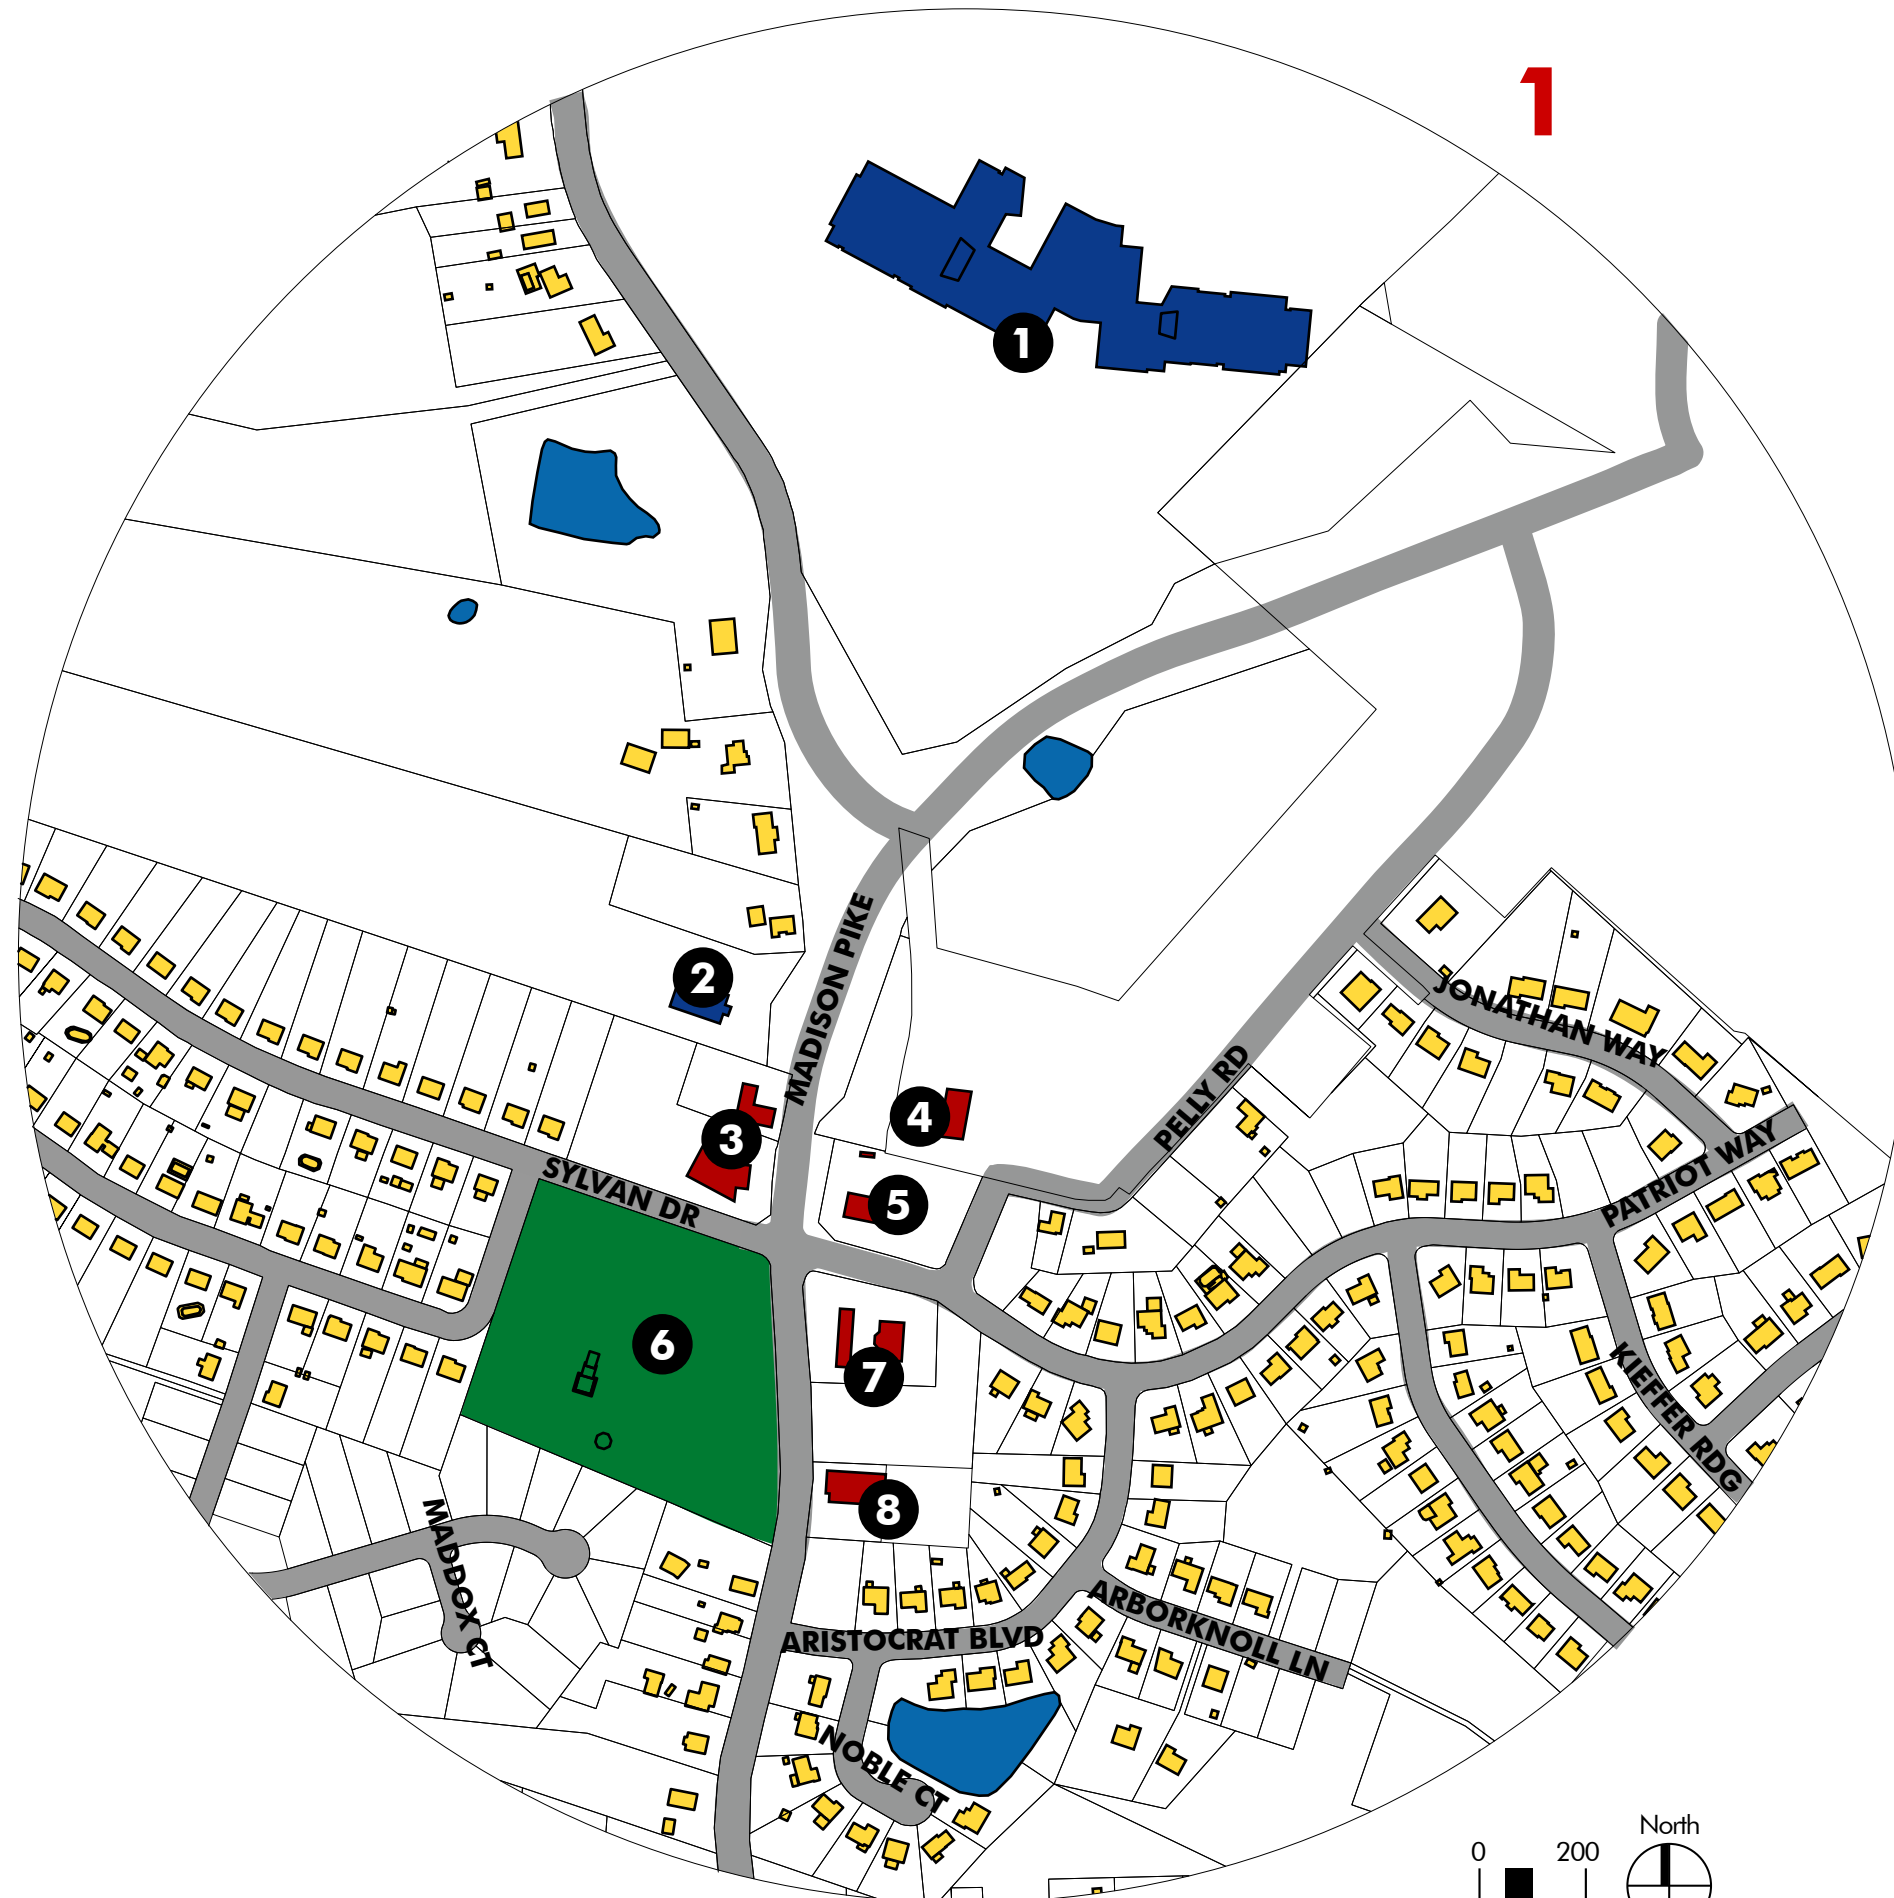 1
1
2
MADISON PIKE
JONATHAN WAY
3
4
PELLY RD
SYLVAN DR
5
PATRIOT WAY
6
7
KIEFFER RDG
8
MADDOX CT
ARBORKNOLL LN
ARISTOCRAT BLVD
NOBLE CT
North
0 200